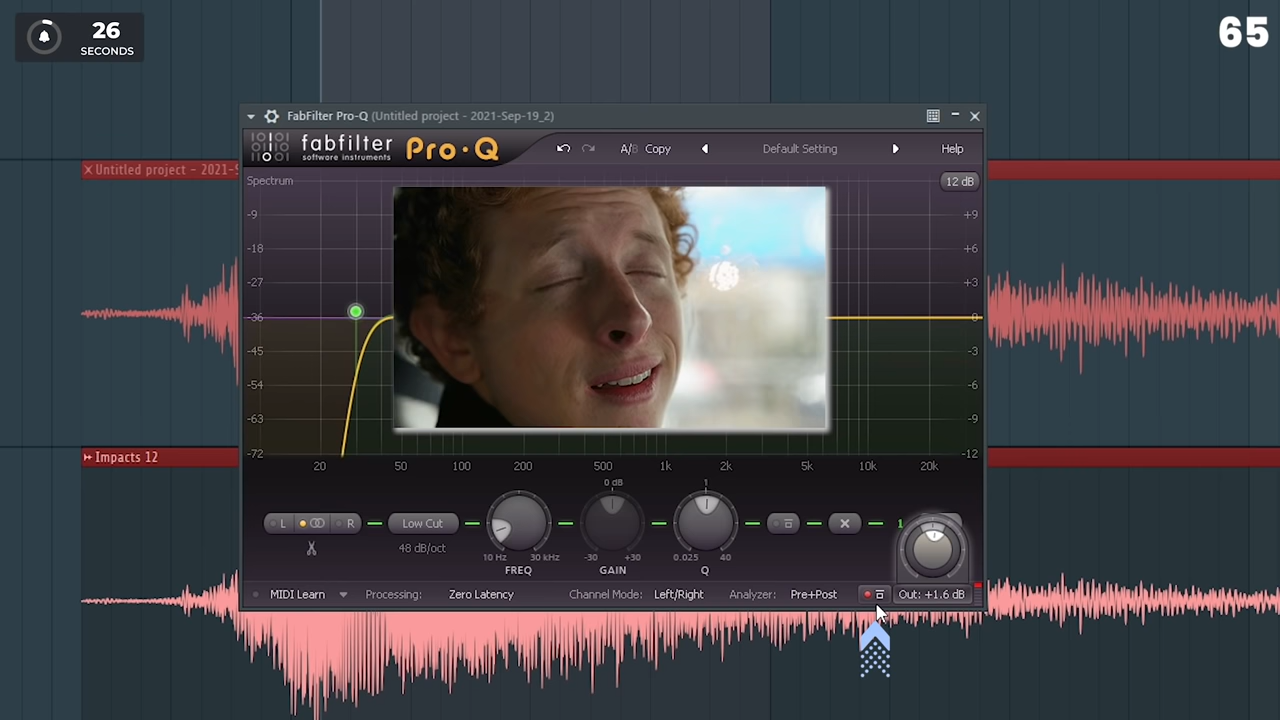 26
SECONDS
65
FabFilter Pro-Q (Untitled project - 2021-Sep-19_2)
fabfilter
software instruments
Pro·Q
A/B Copy
Default Setting
Help
Untitled project - 2021-S
Spectrum
12 dB
-9
+9
-18
+6
-27
+3
-36
0
-45
-3
-54
-6
-63
-9
-72
-12
20 50 100 200 500 1k 2k 5k 10k 20k
Impacts 12
0 dB
1
L
R
Low Cut
1
48 dB/oct
10 Hz 30 kHz
-30 +30
0.025 40
FREQ
GAIN
Q
MIDI Learn
Processing:
Zero Latency
Channel Mode:
Left/Right
Analyzer:
Pre+Post
Out: +1.6 dB